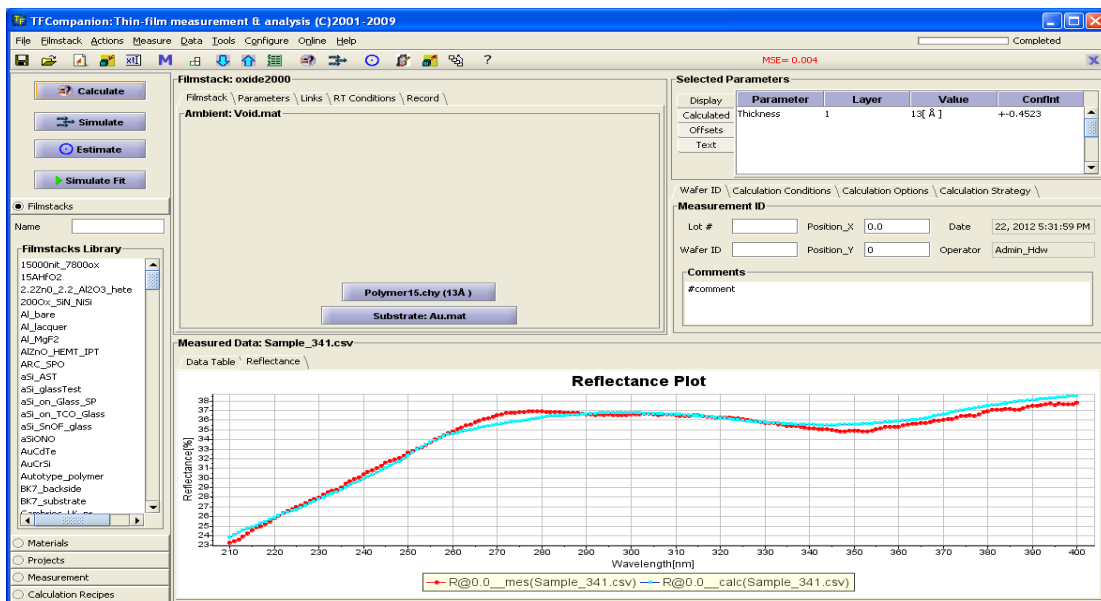 TFCompanion: Thin-film measurement & analysis (C)2001-2009
File Filmstack Actions Measure Data Tools Configure Online Help
Completed
MSE= 0.004
Calculate
Simulate
Estimate
Simulate Fit
Filmstacks
Name
Filmstacks Library
15000nit_7800ox
15AHfO2
2.2Zn0_2.2_Al2O3_hete
200Ox_SiN_NiSi
Al_bare
Al_lacquer
Al_MgF2
AlZnO_HEMT_IPT
ARC_SPO
aSi_AST
aSi_glassTest
aSi_on_Glass_SP
aSi_on_TCO_Glass
aSi_SnOF_glass
aSiONO
AuCdTe
AuCrSi
Autotype_polymer
BK7_backside
BK7_substrate
Materials
Projects
Measurement
Calculation Recipes
Filmstack: oxide2000
Filmstack Parameters Links RT Conditions Record
Ambient: Void.mat
Polymer15.chy (13Å )
Substrate: Au.mat
Selected Parameters
Display
Calculated
Offsets
Text
Parameter Layer Value ConfInt
Thickness 1 13[ Å ] +-0.4523
Wafer ID Calculation Conditions Calculation Options Calculation Strategy
Measurement ID
Lot # Position_X 0.0 Date 22, 2012 5:31:59 PM
Wafer ID Position_Y 0 Operator Admin_Hdw
Comments
#comment
Measured Data: Sample_341.csv
Data Table Reflectance
Reflectance Plot
Reflectance[%]
38
37
36
35
34
33
32
31
30
29
28
27
26
25
24
23
210 220 230 240 250 260 270 280 290 300 310 320 330 340 350 360 370 380 390 400
Wavelength[nm]
R@0.0__mes(Sample_341.csv) R@0.0__calc(Sample_341.csv)